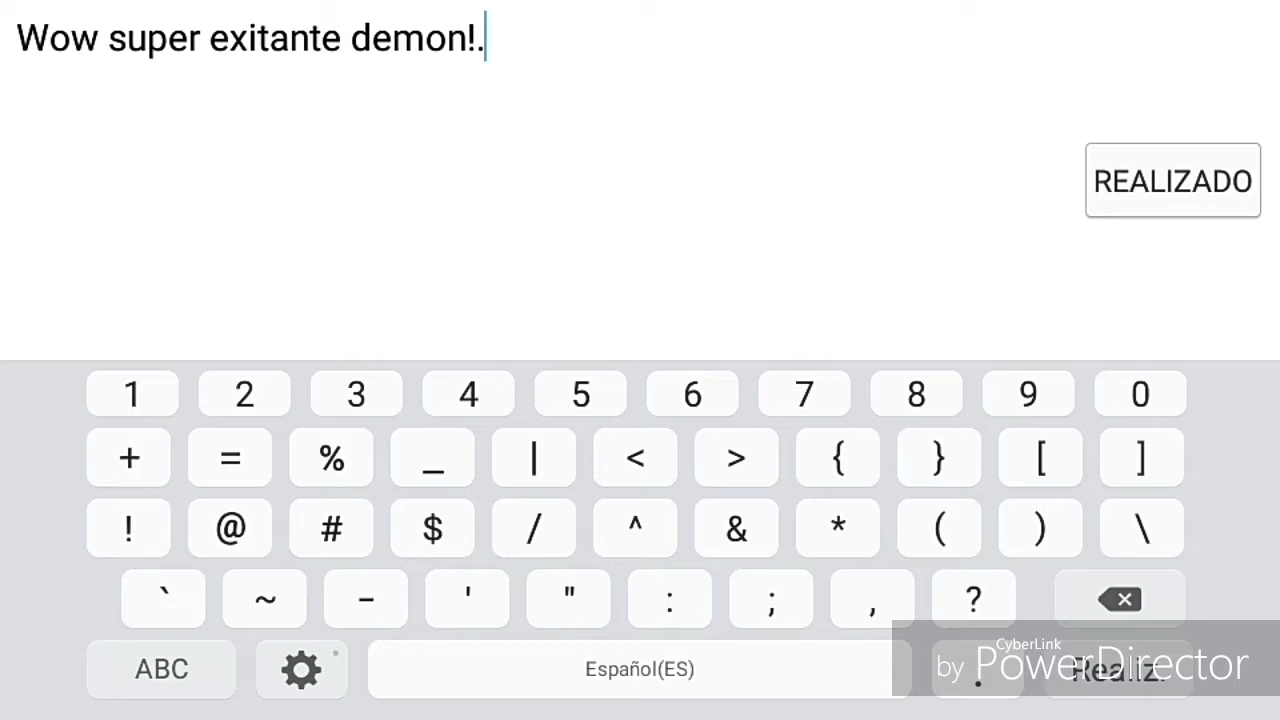 Wow super exitante demon!.
REALIZADO
1 2 3 4 5 6 7 8 9 0
+ = % _ | < > { } [ ]
! @ # $ / ^ & * ( ) \
` ~ - ' " : ; , ?
ABC Español(ES) . Realiz.
CyberLink
by PowerDirector